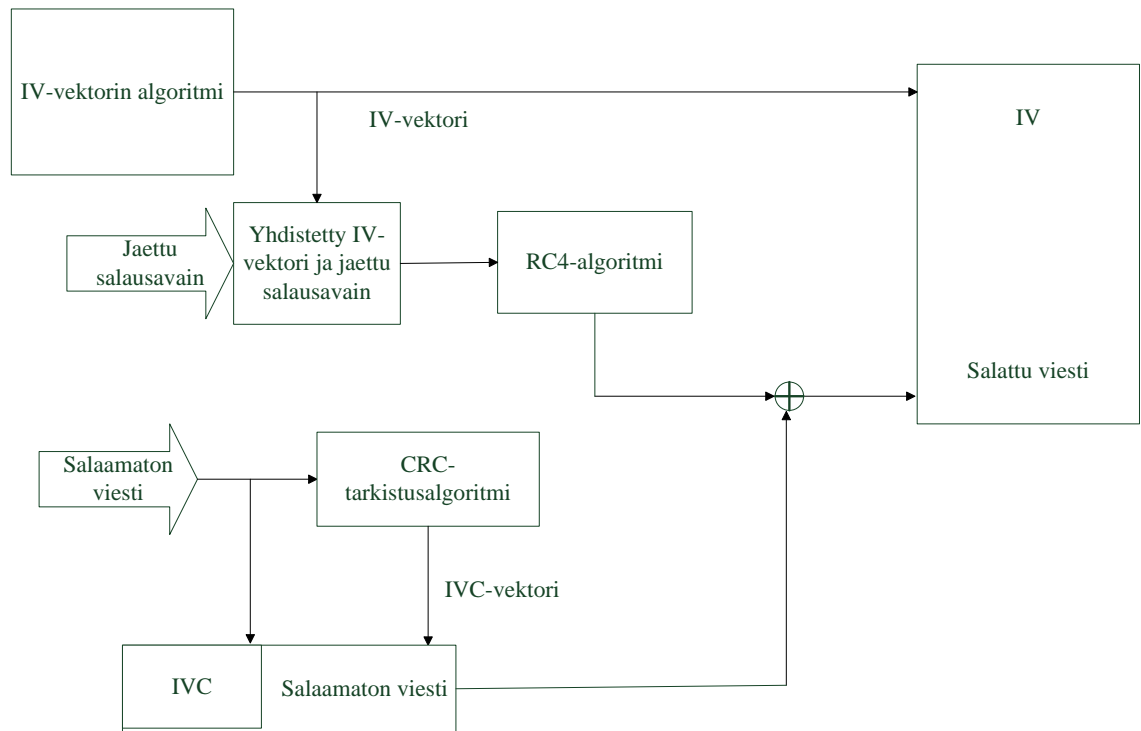 IV-vektorin algoritmi
IV
IV-vektori
Jaettu
salausavain
Yhdistetty IV-
vektori ja jaettu
salausavain
RC4-algoritmi
Salattu viesti
Salaamaton
viesti
CRC-
tarkistusalgoritmi
IVC-vektori
IVC
Salaamaton viesti